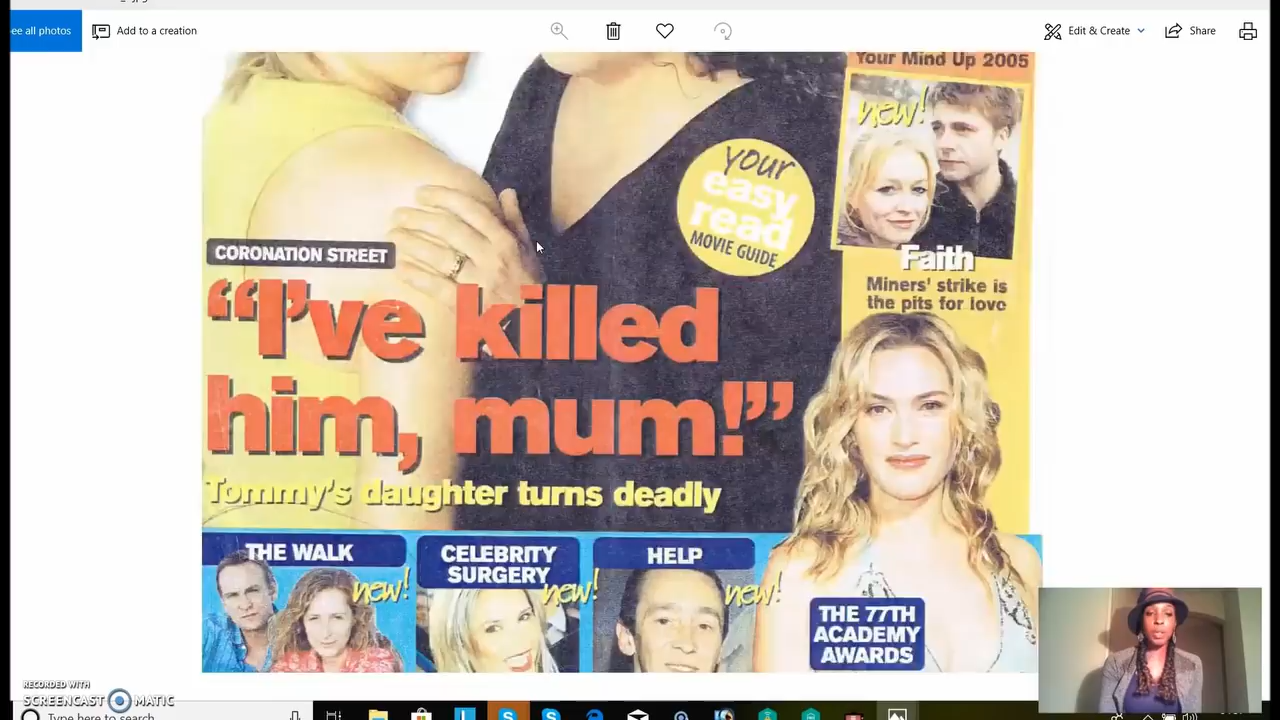 ee all photos
Add to a creation
Edit & Create
Share
Your Mind Up 2005
new!
your
easy
read
MOVIE GUIDE
Faith
Miners' strike is
the pits for love
CORONATION STREET
“I’ve killed
him, mum!”
Tommy's daughter turns deadly
THE WALK
new!
CELEBRITY
SURGERY
new!
HELP
new!
THE 77TH
ACADEMY
AWARDS
RECORDED WITH
SCREENCAST MATIC
Type here to search